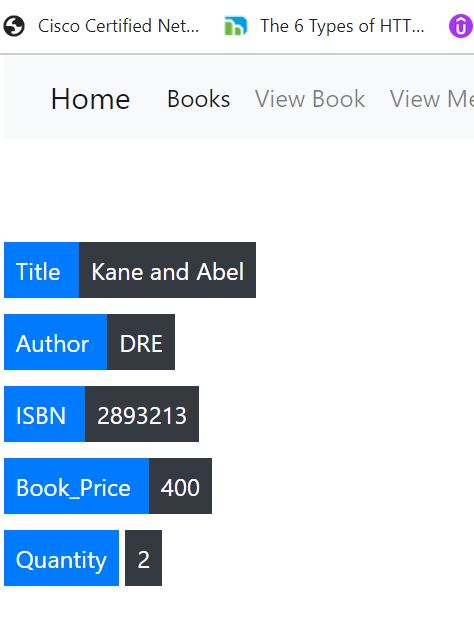 Cisco Certified Net... The 6 Types of HTT...
Home Books View Book View Me
Title Kane and Abel
Author DRE
ISBN 2893213
Book_Price 400
Quantity 2